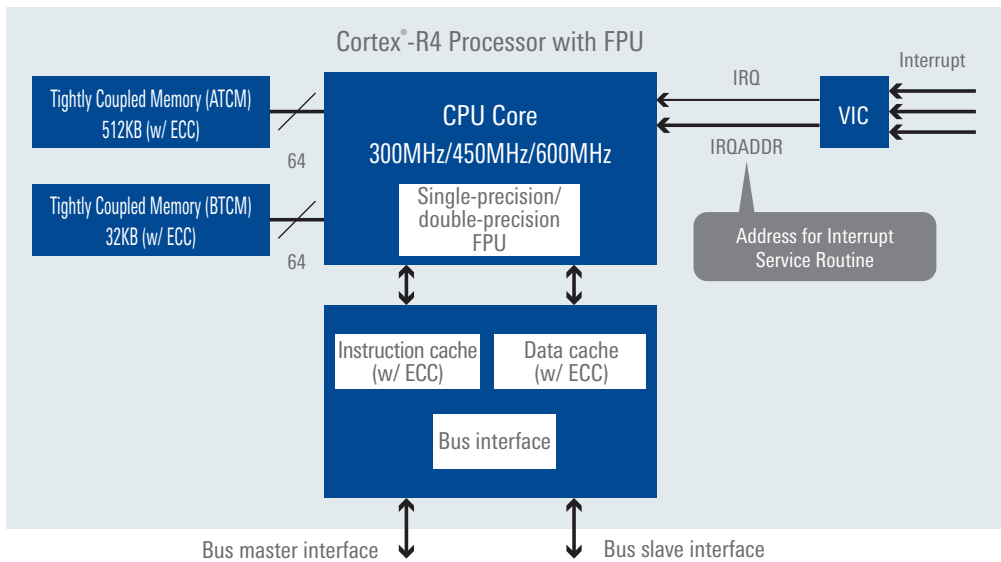 Cortex®-R4 Processor with FPU
Tightly Coupled Memory (ATCM)
512KB (w/ ECC)
64
Tightly Coupled Memory (BTCM)
32KB (w/ ECC)
64
CPU Core
300MHz/450MHz/600MHz
Single-precision/
double-precision
FPU
IRQ
IRQADDR
VIC
Interrupt
Address for Interrupt
Service Routine
Instruction cache
(w/ ECC)
Data cache
(w/ ECC)
Bus interface
Bus master interface
Bus slave interface